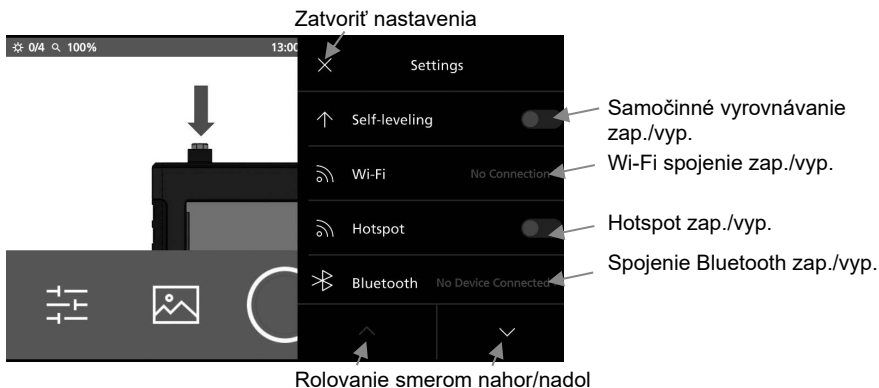 Zatvoriť nastavenia
0/4 100% 13:00
Settings
Self-leveling
Samočinné vyrovnávanie
zap./vyp.
Wi-Fi No Connection
Wi-Fi spojenie zap./vyp.
Hotspot
Hotspot zap./vyp.
Bluetooth No Device Connected
Spojenie Bluetooth zap./vyp.
Rolovanie smerom nahor/nadol